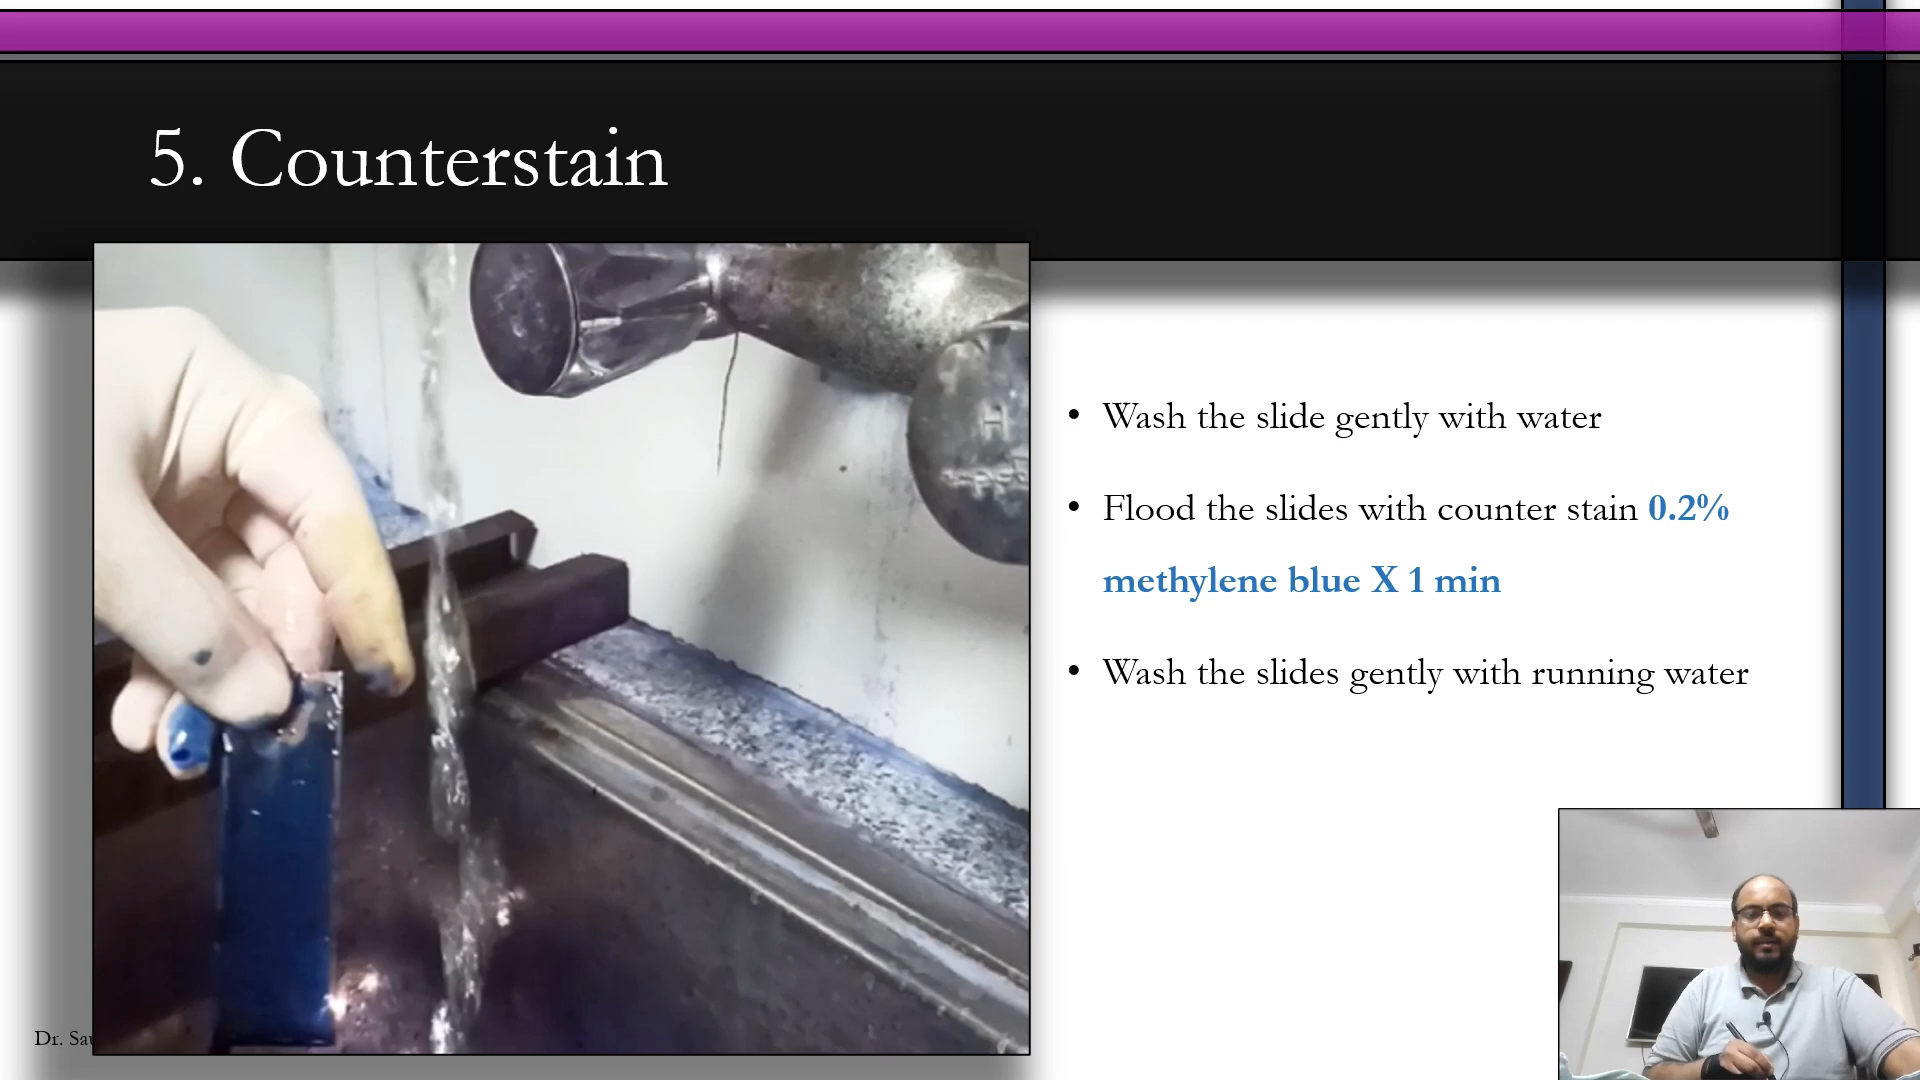 5. Counterstain
• Wash the slide gently with water
• Flood the slides with counter stain 0.2%
methylene blue X 1 min
• Wash the slides gently with running water
H
Dr.